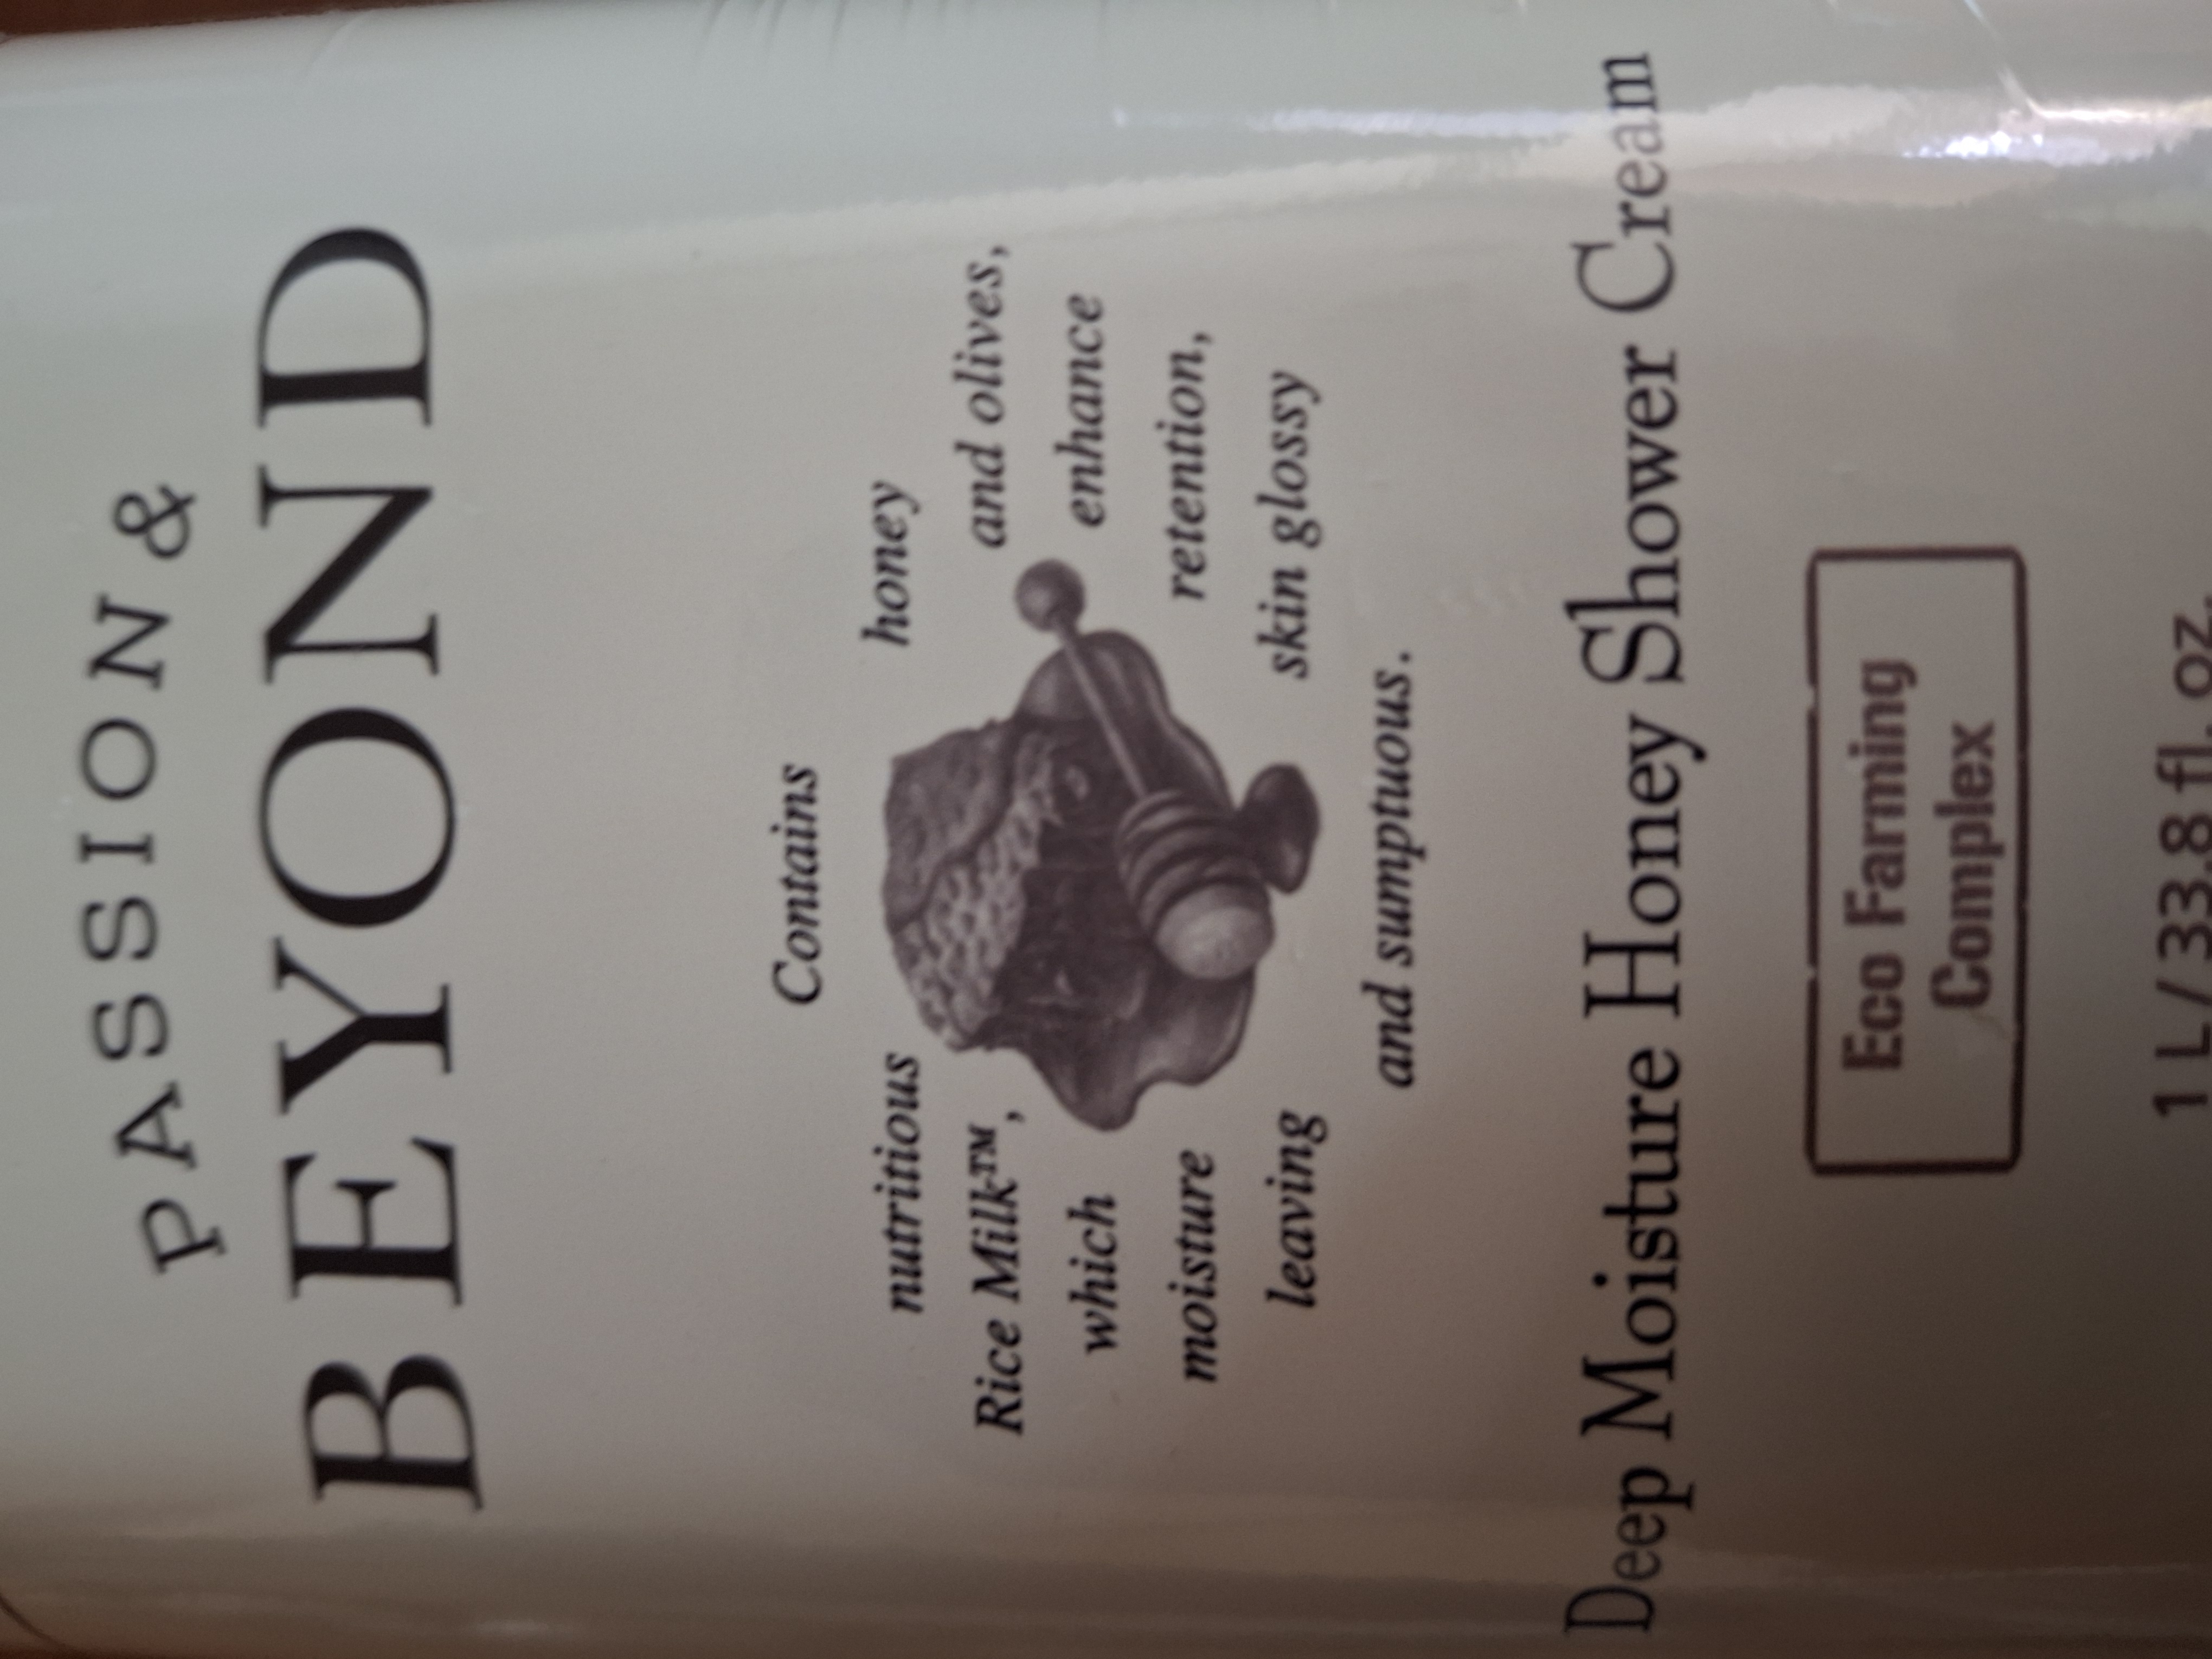 PASSION &
BEYOND
Contains
nutritious honey
Rice Milk™, and olives,
which enhance
moisture retention,
leaving skin glossy
and sumptuous.
Deep Moisture Honey Shower Cream
Eco Farming
Complex
1 L / 33.8 fl. oz.